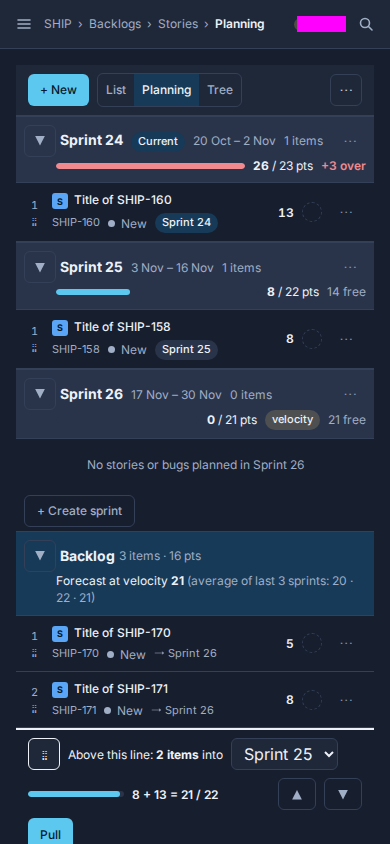 SHIP › Backlogs › Stories › Planning
+ New List Planning Tree ···
▼ Sprint 24 Current 20 Oct – 2 Nov 1 items ···
26 / 23 pts +3 over
1 S Title of SHIP-160
SHIP-160 New Sprint 24 13 ···
▼ Sprint 25 3 Nov – 16 Nov 1 items ···
8 / 22 pts 14 free
1 S Title of SHIP-158
SHIP-158 New Sprint 25 8 ···
▼ Sprint 26 17 Nov – 30 Nov 0 items ···
0 / 21 pts velocity 21 free
No stories or bugs planned in Sprint 26
+ Create sprint
▼ Backlog 3 items · 16 pts
Forecast at velocity 21 (average of last 3 sprints: 20 ·
22 · 21)
1 S Title of SHIP-170
SHIP-170 New → Sprint 26 5 ···
2 S Title of SHIP-171
SHIP-171 New → Sprint 26 8 ···
Above this line: 2 items into Sprint 25
8 + 13 = 21 / 22 ▲ ▼
Pull